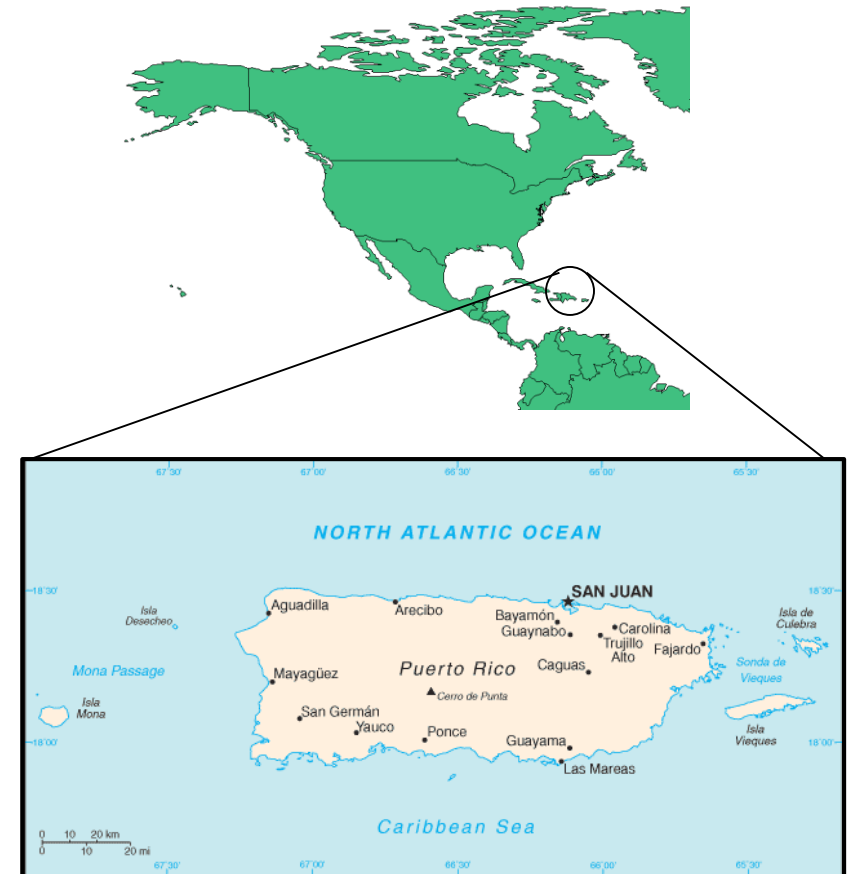 67°30'
67°00'
66°30'
66°00'
65°30'
NORTH ATLANTIC OCEAN
18°30'
18°30'
SAN JUAN
Isla
Desecheo
Aguadilla
Arecibo
Bayamón
Guaynabo
Carolina
Trujillo
Alto
Fajardo
Isla de
Culebra
Mona Passage
Mayagüez
Puerto Rico
Caguas
Sonda de
Vieques
Cerro de Punta
Isla
Mona
San Germán
Yauco
Ponce
Guayama
Isla
Vieques
18°00'
18°00'
Las Mareas
Caribbean Sea
0 10 20 km
0 10 20 mi
67°30'
67°00'
66°30'
66°00'
65°30'